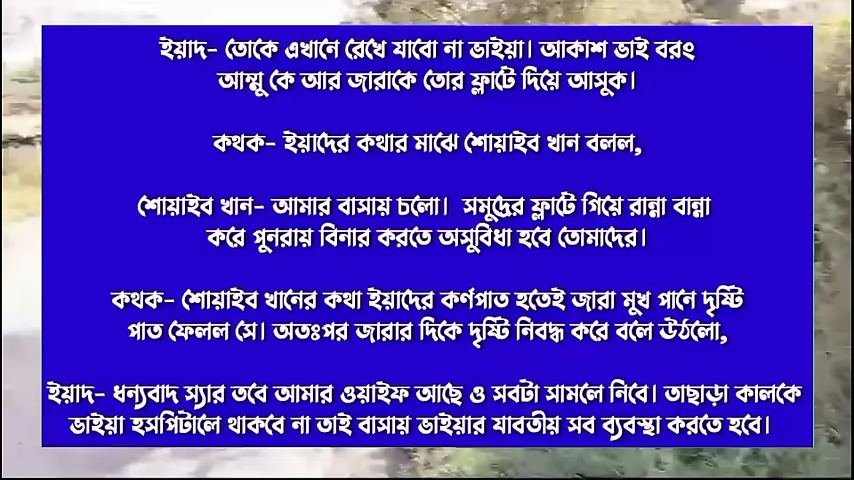 ইয়াদ- তোকে এখানে রেখে যাবো না ভাইয়া। আকাশ ভাই বরং
আম্মু কে আর জারাকে তোর ফ্লাটে দিয়ে আসুক।
কথক- ইয়াদের কথার মাঝে শোয়াইব খান বলল,
শোয়াইব খান- আমার বাসায় চলো। সমুদ্রের ফ্লাটে গিয়ে রান্না বান্না
করে পুনরায় বিনার করতে অসুবিধা হবে তোমাদের।
কথক- শোয়াইব খানের কথা ইয়াদের কর্ণপাত হতেই জারা মুখ পানে দৃষ্টি
পাত ফেলল সে। অতঃপর জারার দিকে দৃষ্টি নিবদ্ধ করে বলে উঠলো,
ইয়াদ- ধন্যবাদ স্যার তবে আমার ওয়াইফ আছে ও সবটা সামলে নিবে। তাছাড়া কালকে
ভাইয়া হসপিটালে থাকবে না তাই বাসায় ভাইয়ার যাবতীয় সব ব্যবস্থা করতে হবে।